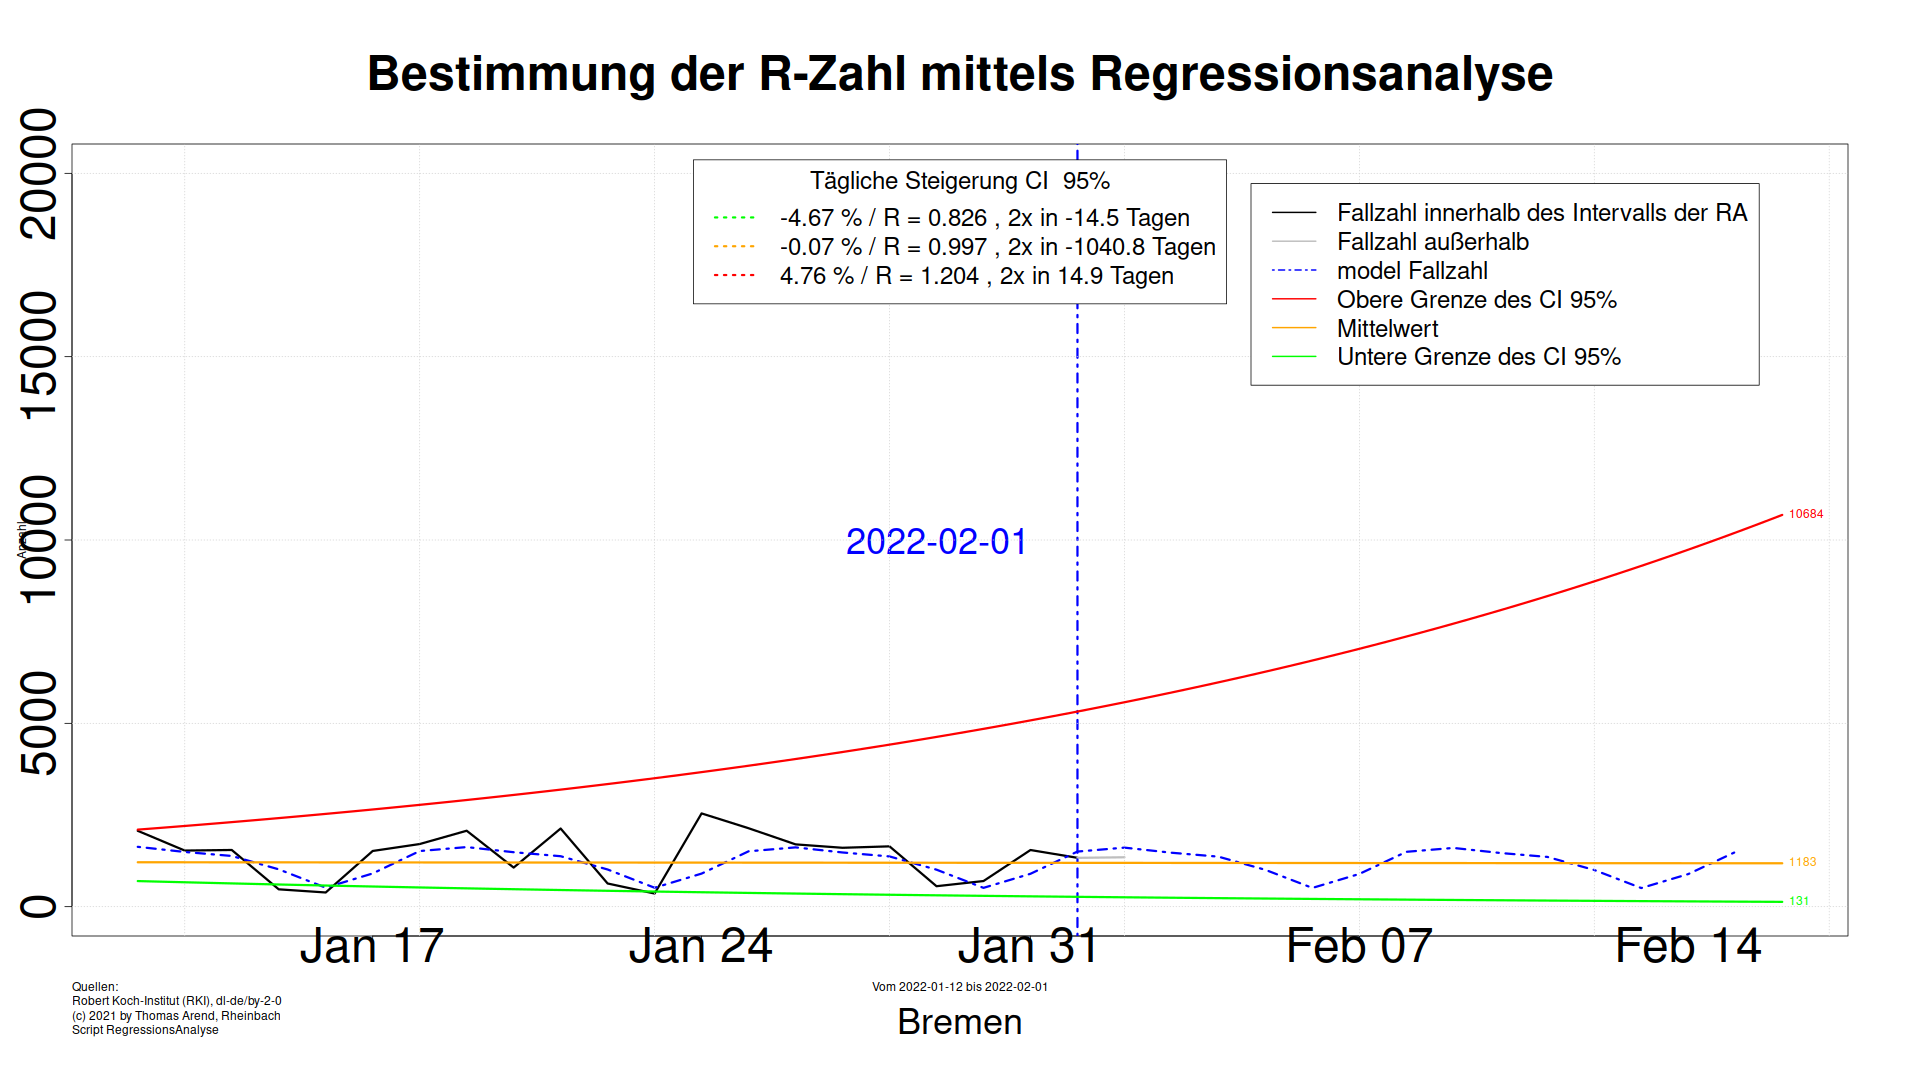 Bestimmung der R-Zahl mittels Regressionsanalyse
Tägliche Steigerung CI 95%
-4.67 % / R = 0.826 , 2x in -14.5 Tagen
-0.07 % / R = 0.997 , 2x in -1040.8 Tagen
4.76 % / R = 1.204 , 2x in 14.9 Tagen
Fallzahl innerhalb des Intervalls der RA
Fallzahl außerhalb
model Fallzahl
Obere Grenze des CI 95%
Mittelwert
Untere Grenze des CI 95%
20000
15000
10000
5000
0
Anzahl
2022-02-01
10684
1183
131
Jan 17
Jan 24
Jan 31
Feb 07
Feb 14
Quellen:
Robert Koch-Institut (RKI), dl-de/by-2-0
(c) 2021 by Thomas Arend, Rheinbach
Script RegressionsAnalyse
Vom 2022-01-12 bis 2022-02-01
Bremen